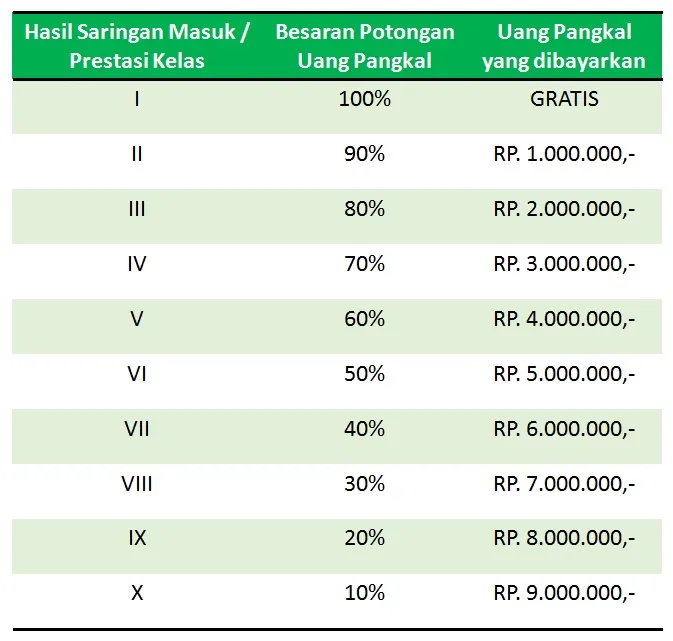 Hasil Saringan Masuk / Prestasi Kelas	Besaran Potongan Uang Pangkal	Uang Pangkal yang dibayarkan
I	100%	GRATIS
II	90%	RP. 1.000.000,-
III	80%	RP. 2.000.000,-
IV	70%	RP. 3.000.000,-
V	60%	RP. 4.000.000,-
VI	50%	RP. 5.000.000,-
VII	40%	RP. 6.000.000,-
VIII	30%	RP. 7.000.000,-
IX	20%	RP. 8.000.000,-
X	10%	RP. 9.000.000,-